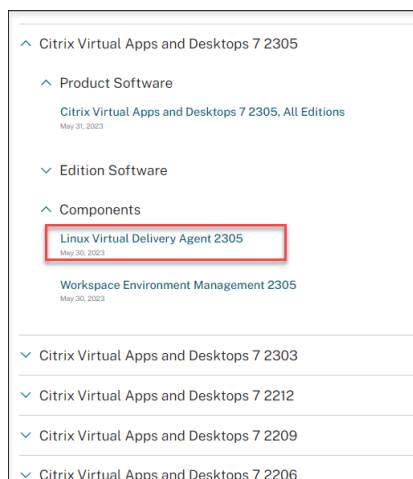 Citrix Virtual Apps and Desktops 7 2305
Product Software
Citrix Virtual Apps and Desktops 7 2305, All Editions
May 31, 2023
Edition Software
Components
Linux Virtual Delivery Agent 2305
May 30, 2023
Workspace Environment Management 2305
May 30, 2023
Citrix Virtual Apps and Desktops 7 2303
Citrix Virtual Apps and Desktops 7 2212
Citrix Virtual Apps and Desktops 7 2209
Citrix Virtual Apps and Desktops 7 2206